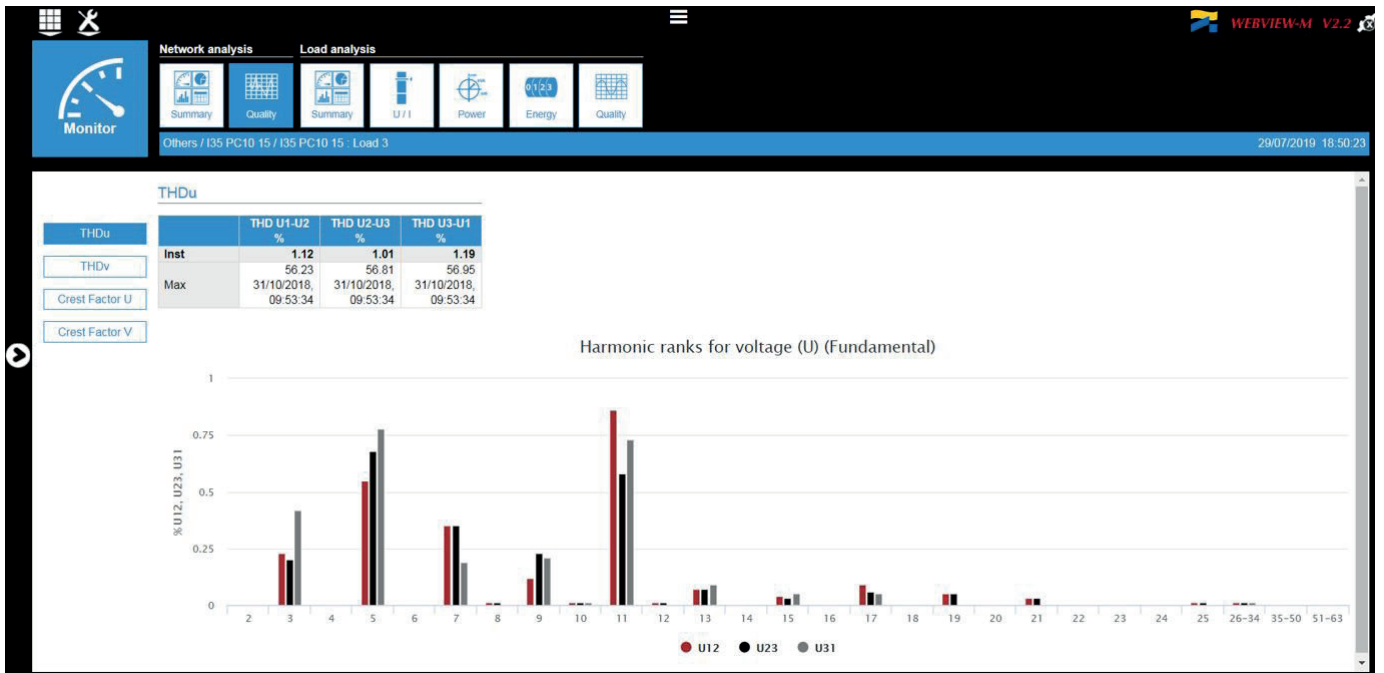 WEBVIEW-M V2.2
Network analysis Load analysis
Monitor
Summary Quality Summary U / I Power Energy Quality
0 1 2 3
Others / I35 PC10 15 / I35 PC10 15 : Load 3 29/07/2019 18:50:23
THDu
THDu
THDv
Crest Factor U
Crest Factor V
THD U1-U2 THD U2-U3 THD U3-U1
% % %
Inst 1.12 1.01 1.19
56.23 56.81 56.95
Max 31/10/2018, 31/10/2018, 31/10/2018,
09:53:34 09:53:34 09:53:34
Harmonic ranks for voltage (U) (Fundamental)
% U12, U23, U31
1
0.75
0.5
0.25
0
2 3 4 5 6 7 8 9 10 11 12 13 14 15 16 17 18 19 20 21 22 23 24 25 26-34 35-50 51-63
U12 U23 U31